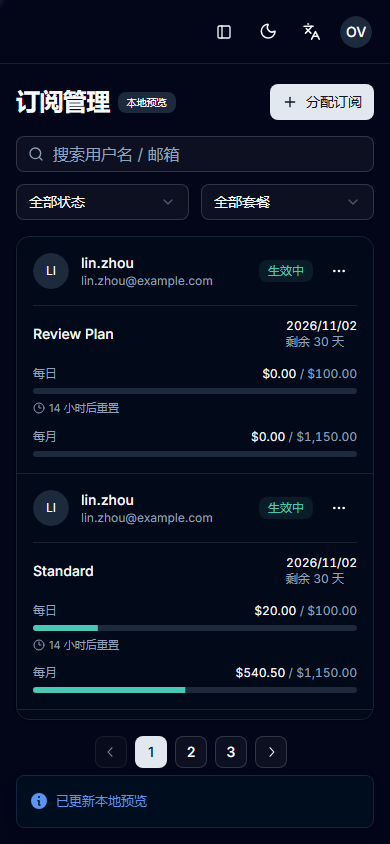 OV
订阅管理 本地预览 分配订阅
搜索用户名 / 邮箱
全部状态 全部套餐
LI lin.zhou 生效中
lin.zhou@example.com
Review Plan 2026/11/02
剩余 30 天
每日 $0.00 / $100.00
14 小时后重置
每月 $0.00 / $1,150.00
LI lin.zhou 生效中
lin.zhou@example.com
Standard 2026/11/02
剩余 30 天
每日 $20.00 / $100.00
14 小时后重置
每月 $540.50 / $1,150.00
1 2 3
已更新本地预览